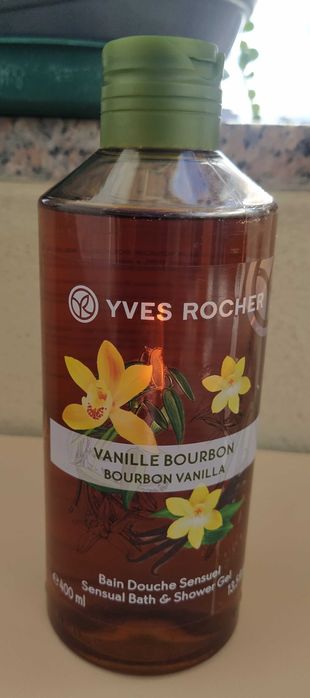 YVES ROCHER
VANILLE BOURBON
BOURBON VANILLA
Bain Douche Sensuel
Sensual Bath & Shower Gel
e 400 ml